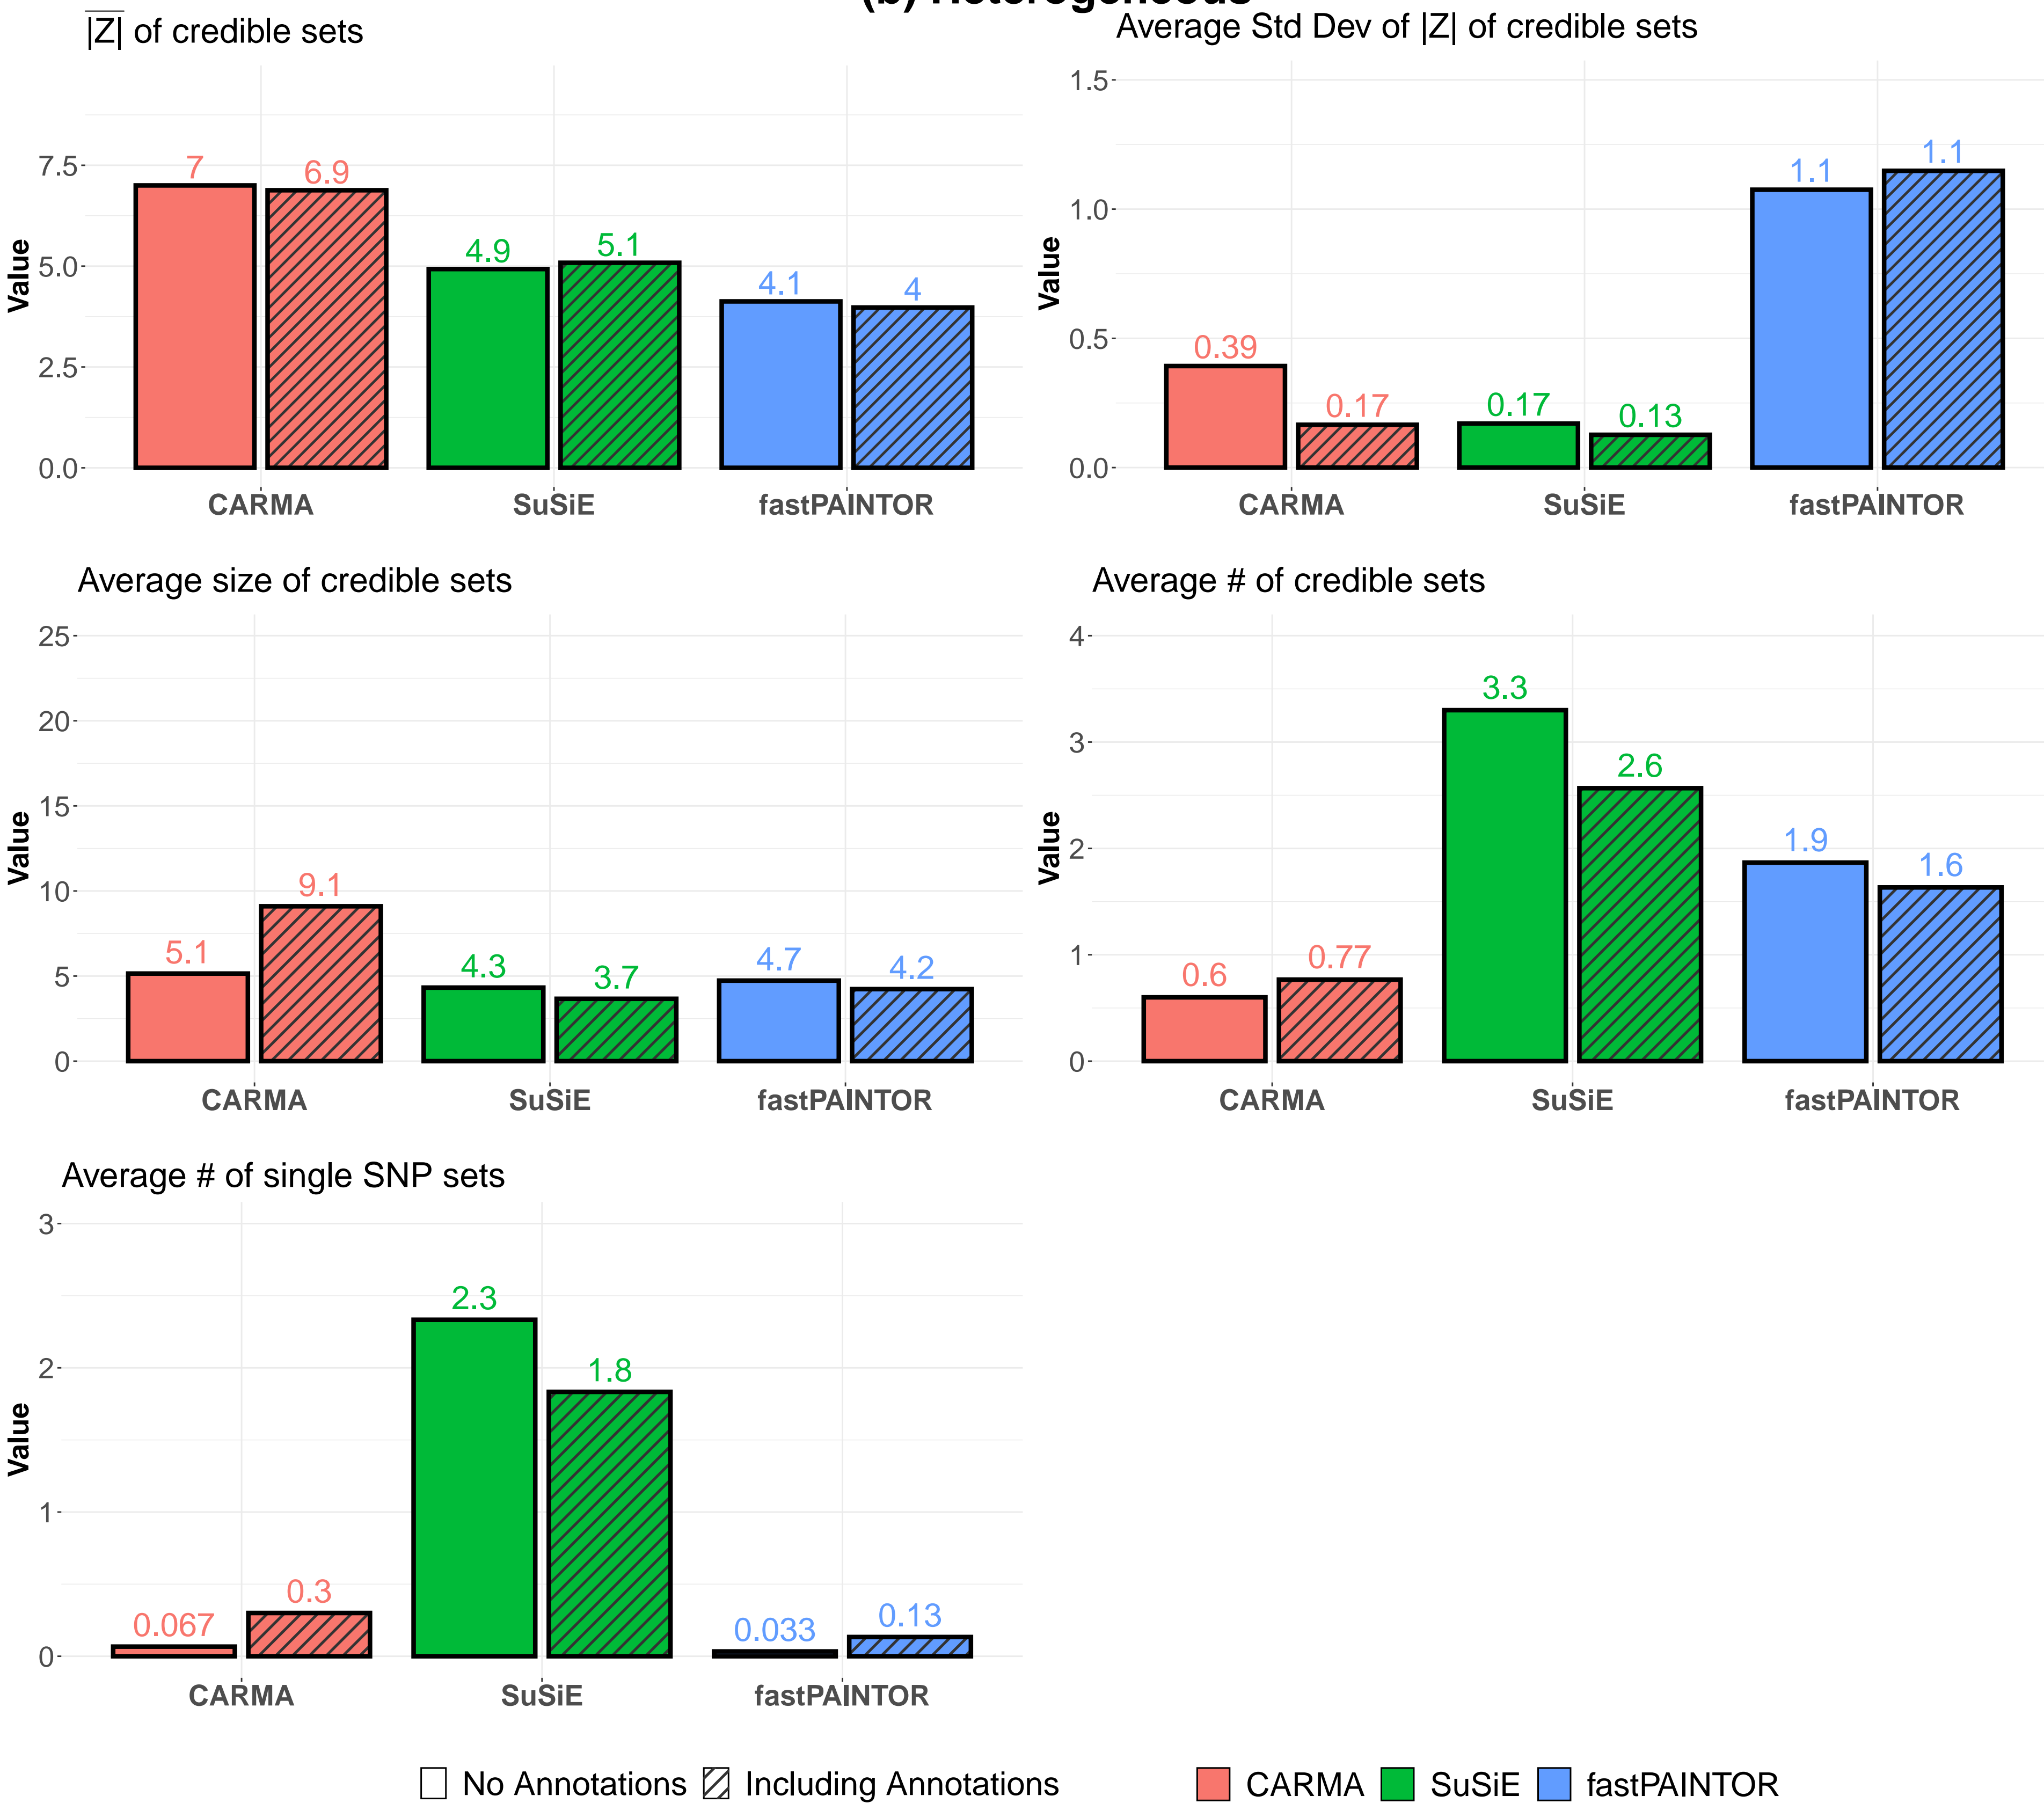 (b) Heterogeneous
|Z| of credible sets
Value
7.5
5.0
2.5
0.0
7
6.9
4.9
5.1
4.1
4
CARMA
SuSiE
fastPAINTOR
Average Std Dev of |Z| of credible sets
Value
1.5
1.0
0.5
0.0
0.39
0.17
0.17
0.13
1.1
1.1
CARMA
SuSiE
fastPAINTOR
Average size of credible sets
Value
25
20
15
10
5
0
5.1
9.1
4.3
3.7
4.7
4.2
CARMA
SuSiE
fastPAINTOR
Average # of credible sets
Value
4
3
2
1
0
0.6
0.77
3.3
2.6
1.9
1.6
CARMA
SuSiE
fastPAINTOR
Average # of single SNP sets
Value
3
2
1
0
0.067
0.3
2.3
1.8
0.033
0.13
CARMA
SuSiE
fastPAINTOR
No Annotations
Including Annotations
CARMA
SuSiE
fastPAINTOR